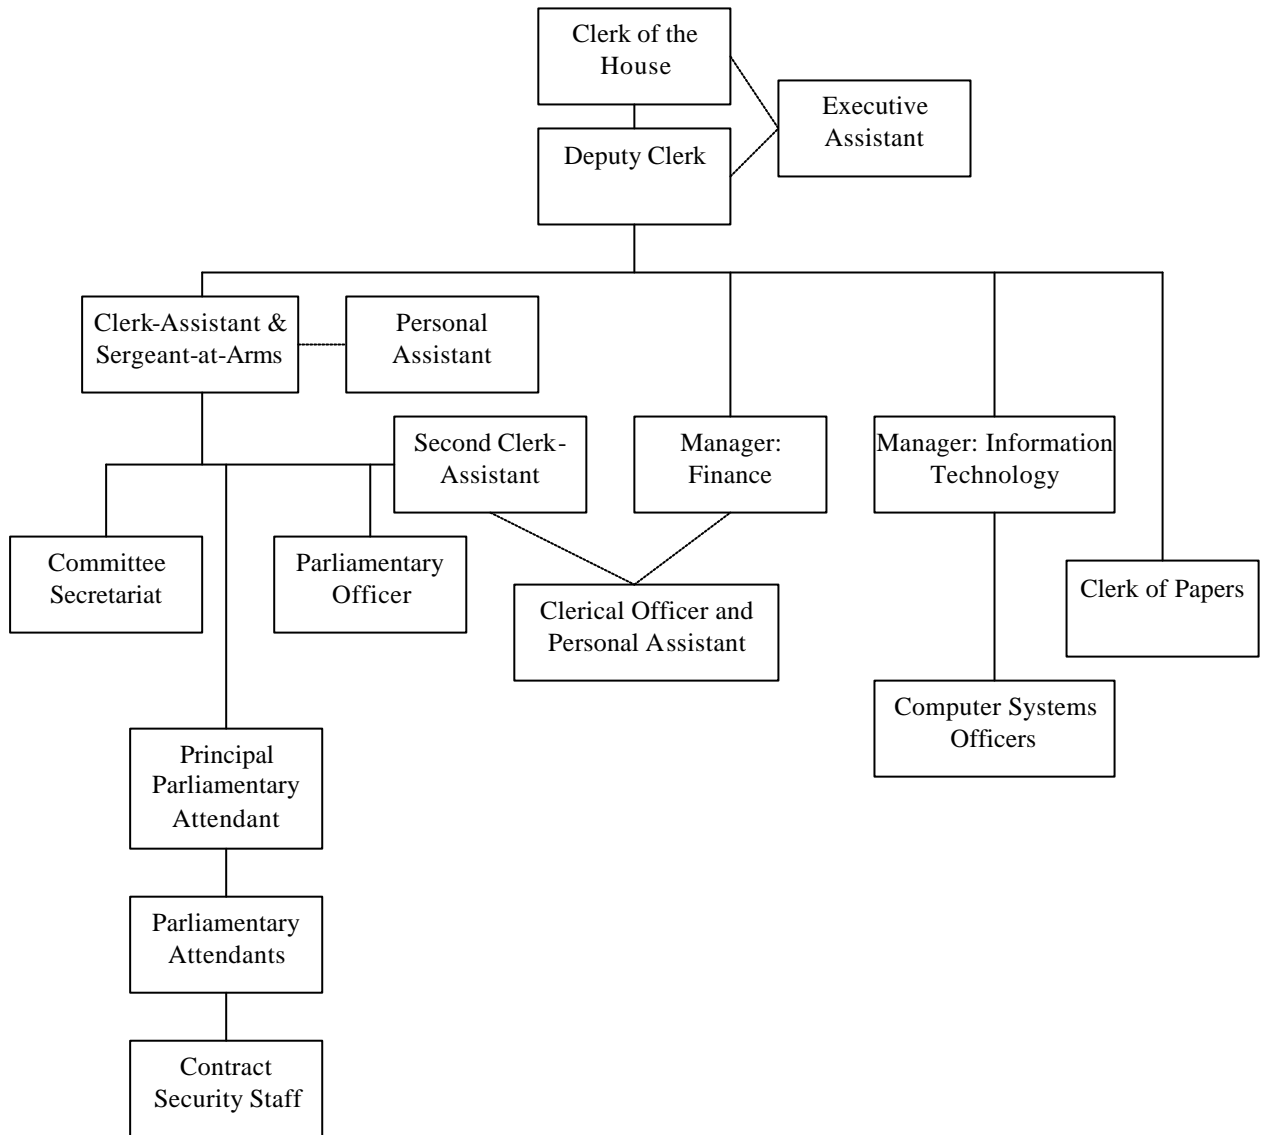 Clerk of the
House
Executive
Assistant
Deputy Clerk
Clerk-Assistant &
Sergeant-at-Arms
Personal
Assistant
Second Clerk-
Assistant
Manager:
Finance
Manager: Information
Technology
Committee
Secretariat
Parliamentary
Officer
Clerical Officer and
Personal Assistant
Clerk of Papers
Computer Systems
Officers
Principal
Parliamentary
Attendant
Parliamentary
Attendants
Contract
Security Staff